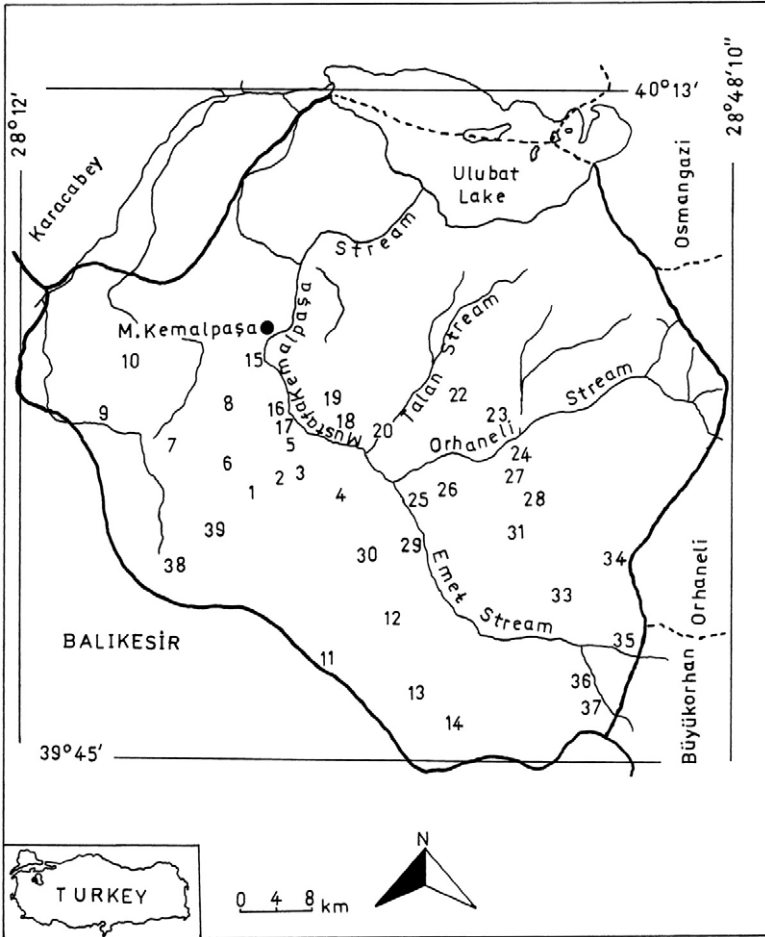 40°13'
28°12'
28°48'10"
Karacabey
Ulubat
Lake
Osmangazi
Stream
MustafaKemalpaşa
M.Kemalpaşa
Talan Stream
Orhaneli Stream
10
15
9
8
16
19
18
17
22
23
20
7
5
24
6
3
2
1
4
25
26
27
28
39
29
31
38
30
34
Emet Stream
33
12
Orhaneli
BALIKESİR
11
35
36
13
37
14
Büyükorhan
39°45'
N
TURKEY
0 4 8
km